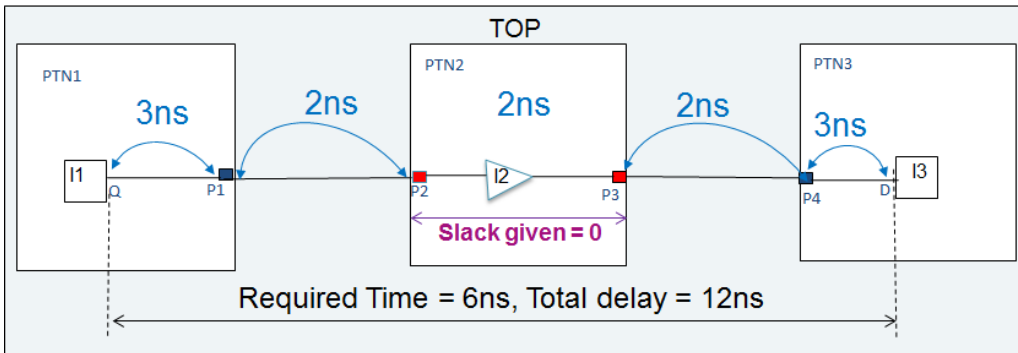 TOP
PTN1
PTN2
PTN3
3ns
2ns
2ns
2ns
3ns
I1
Q
P1
P2
I2
P3
P4
D
I3
Slack given = 0
Required Time = 6ns, Total delay = 12ns